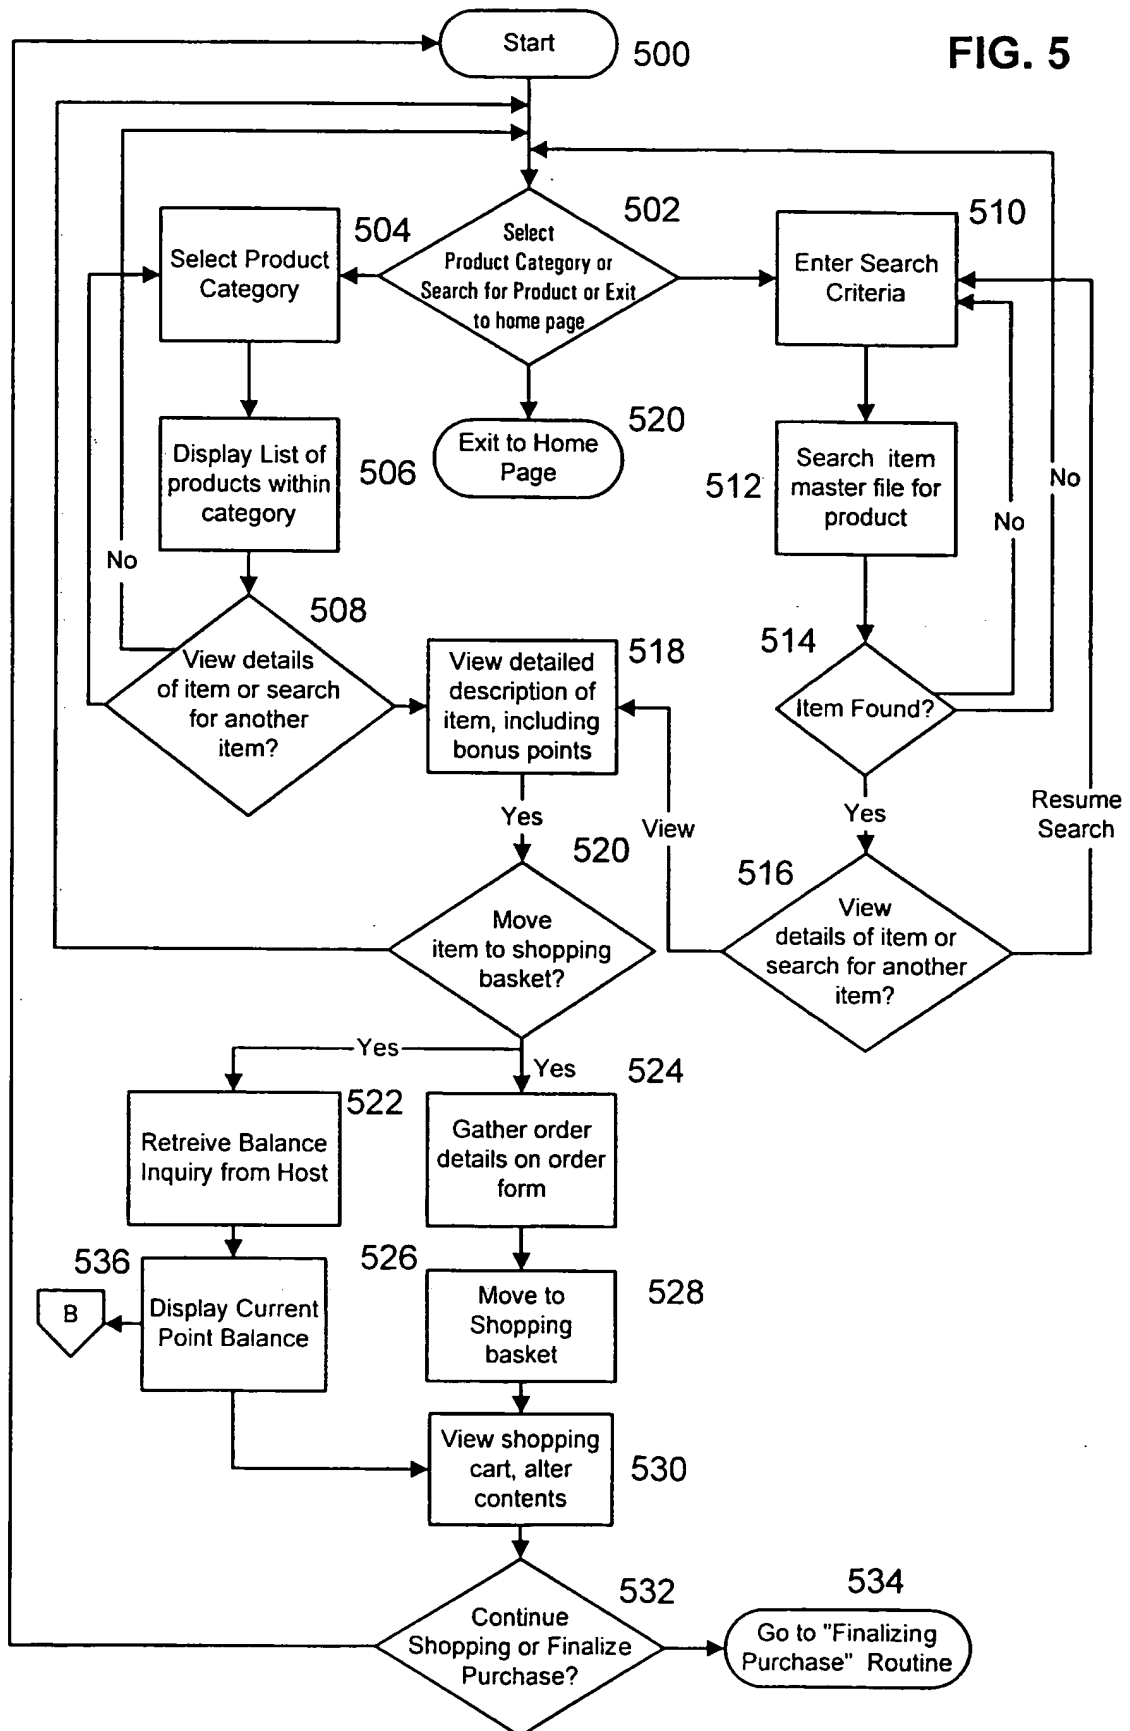 Start
500
FIG. 5
502
Select
Product Category or
Search for Product or Exit
to home page
504
Select Product
Category
510
Enter Search
Criteria
520
Exit to Home
Page
506
Display List of
products within
category
512
Search item
master file for
product
No
No
No
508
View details
of item or search
for another
item?
518
View detailed
description of
item, including
bonus points
514
Item Found?
Yes
Yes
View
Resume
Search
520
Move
item to shopping
basket?
516
View
details of item or
search for another
item?
Yes
Yes
522
Retreive Balance
Inquiry from Host
524
Gather order
details on order
form
536
B
526
Display Current
Point Balance
528
Move to
Shopping
basket
View shopping
cart, alter
contents
530
532
Continue
Shopping or Finalize
Purchase?
534
Go to "Finalizing
Purchase" Routine